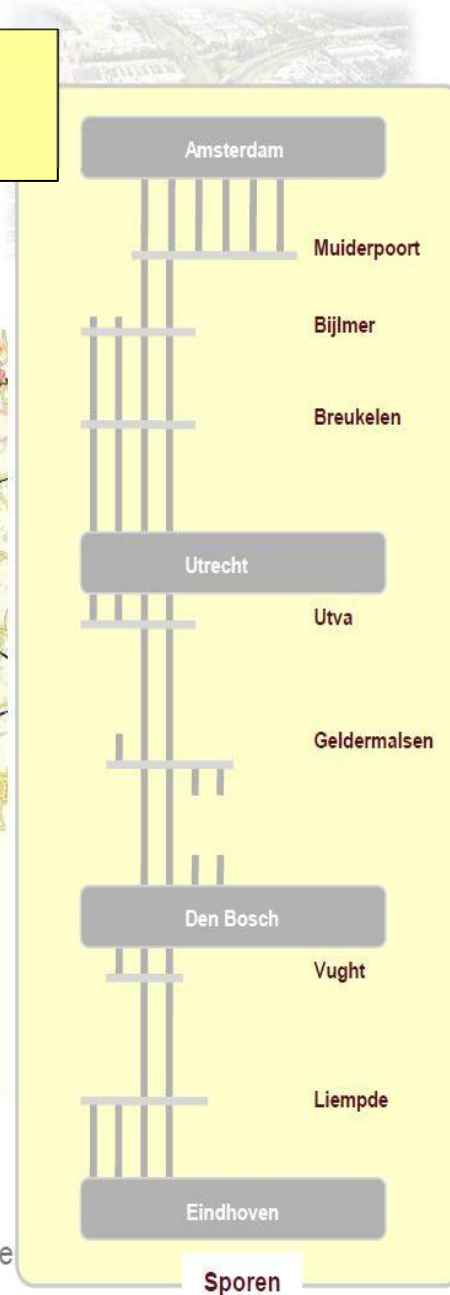 Amsterdam
Muiderpoort
Bijlmer
Breukelen
Utrecht
Utva
Geldermalsen
Den Bosch
Vught
Liempde
Eindhoven
e
Sporen